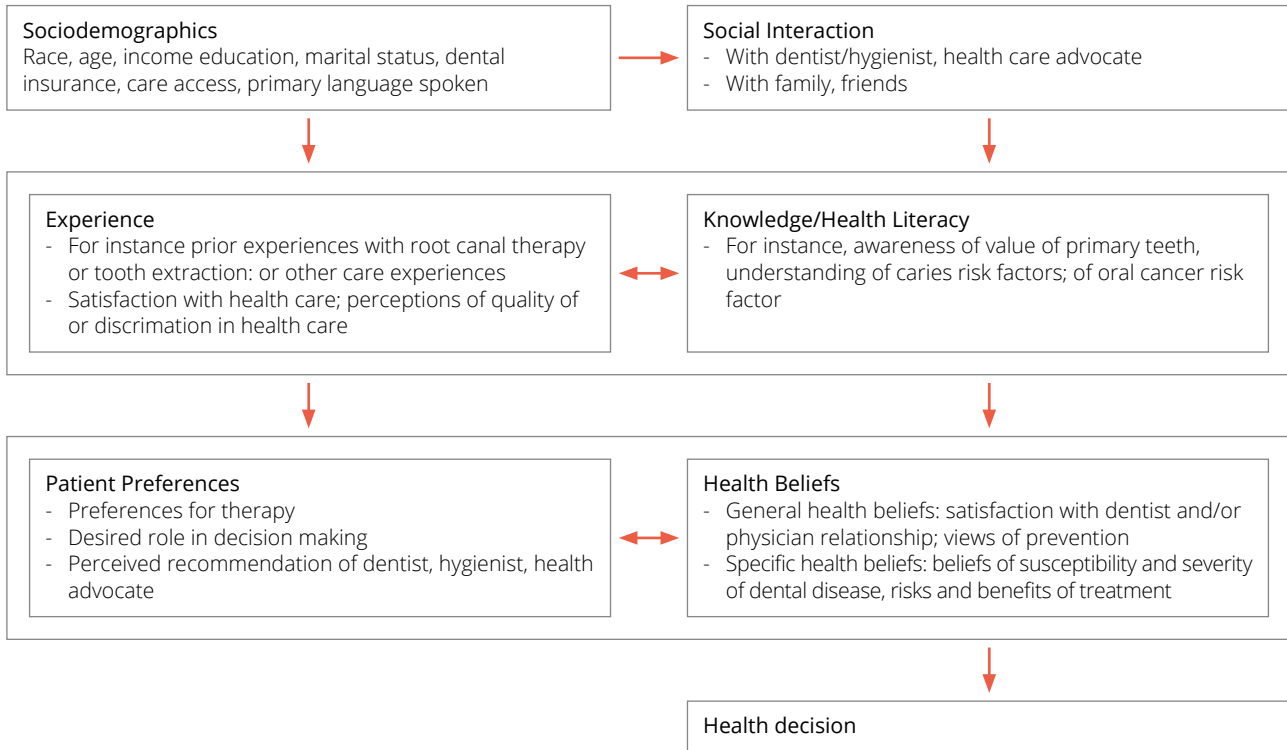 Sociodemographics
Race, age, income education, marital status, dental
insurance, care access, primary language spoken
Social Interaction
- With dentist/hygienist, health care advocate
- With family, friends
Experience
- For instance prior experiences with root canal therapy
or tooth extraction: or other care experiences
- Satisfaction with health care; perceptions of quality of
or discrimation in health care
Knowledge/Health Literacy
- For instance, awareness of value of primary teeth,
understanding of caries risk factors; of oral cancer risk
factor
Patient Preferences
- Preferences for therapy
- Desired role in decision making
- Perceived recommendation of dentist, hygienist, health
advocate
Health Beliefs
- General health beliefs: satisfaction with dentist and/or
physician relationship; views of prevention
- Specific health beliefs: beliefs of susceptibility and severity
of dental disease, risks and benefits of treatment
Health decision